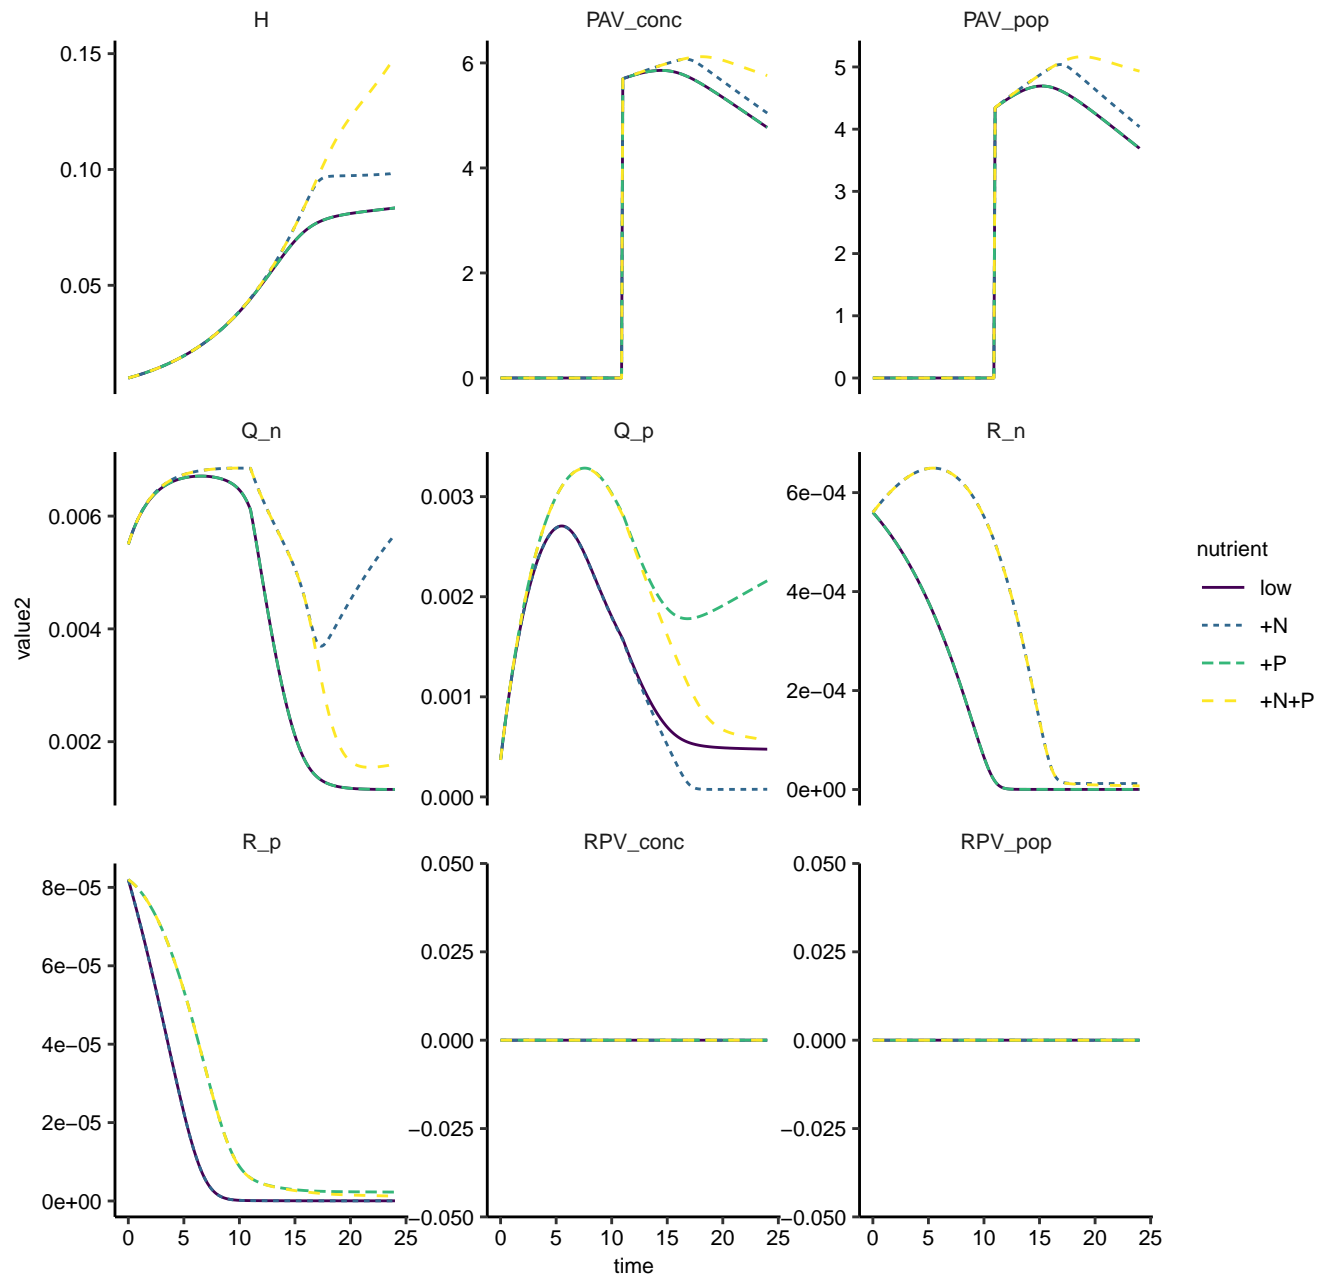 H PAV_conc PAV_pop
0.15
0.10
0.05
6
4
2
0
5
4
3
2
1
0
Q_n Q_p R_n
0.006
0.004
0.002
0.003
0.002
0.001
0.000
6e−04
4e−04
2e−04
0e+00
R_p RPV_conc RPV_pop
8e−05
6e−05
4e−05
2e−05
0e+00
0.050
0.025
0.000
−0.025
−0.050
0.050
0.025
0.000
−0.025
−0.050
0 5 10 15 20 25
0 5 10 15 20 25
0 5 10 15 20 25
time
value2
nutrient
low
+N
+P
+N+P